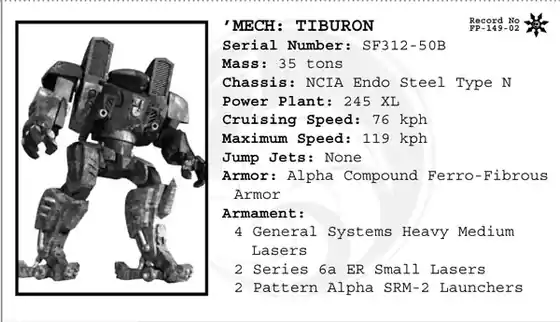 'MECH: TIBURON
Record No
FP-149-02
Serial Number: SF312-50B
Mass: 35 tons
Chassis: NCIA Endo Steel Type N
Power Plant: 245 XL
Cruising Speed: 76 kph
Maximum Speed: 119 kph
Jump Jets: None
Armor: Alpha Compound Ferro-Fibrous
Armor
Armament:
4 General Systems Heavy Medium
Lasers
2 Series 6a ER Small Lasers
2 Pattern Alpha SRM-2 Launchers